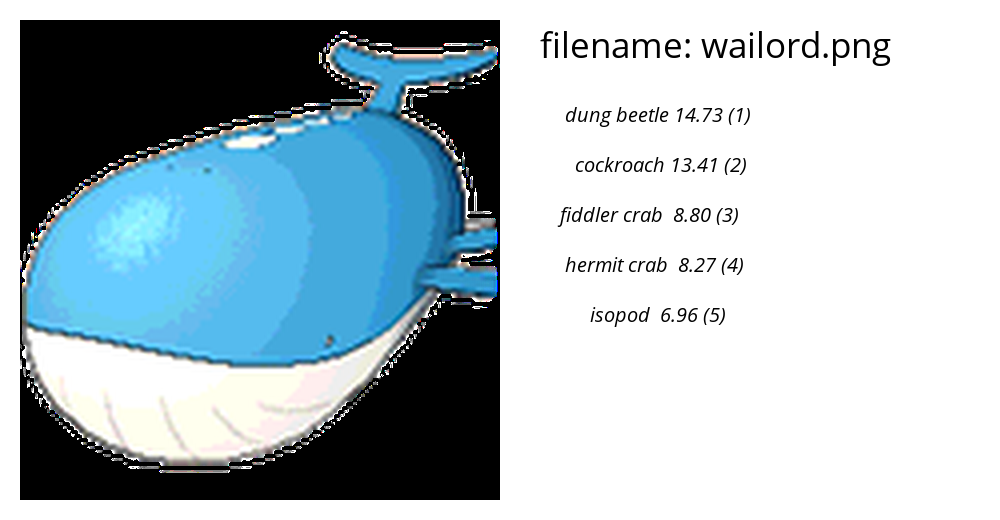 filename: wailord.png
dung beetle 14.73 (1)
cockroach 13.41 (2)
fiddler crab 8.80 (3)
hermit crab 8.27 (4)
isopod 6.96 (5)